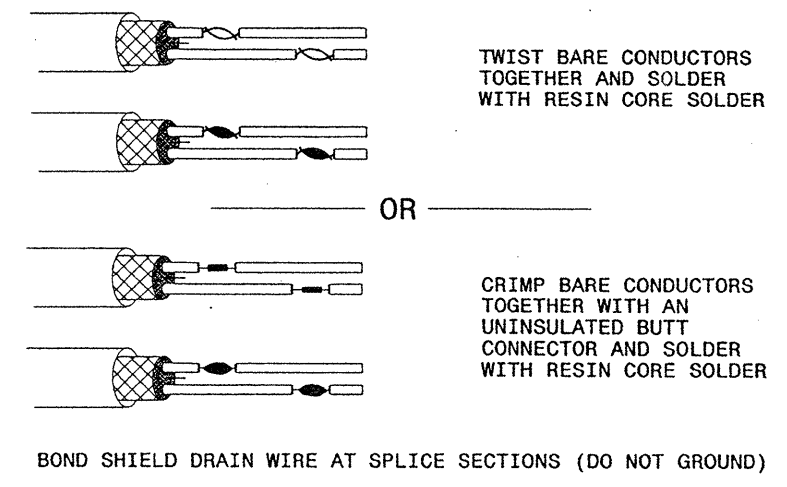 TWIST BARE CONDUCTORS
TOGETHER AND SOLDER
WITH RESIN CORE SOLDER
OR
CRIMP BARE CONDUCTORS
TOGETHER WITH AN
UNINSULATED BUTT
CONNECTOR AND SOLDER
WITH RESIN CORE SOLDER
BOND SHIELD DRAIN WIRE AT SPLICE SECTIONS (DO NOT GROUND)